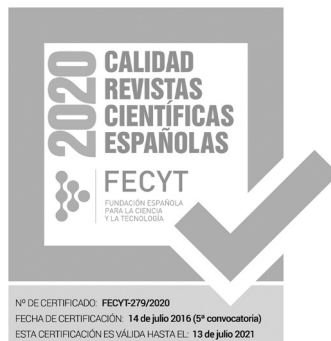 2020
CALIDAD
REVISTAS
CIENTÍFICAS
ESPAÑOLAS
FECYT
FUNDACIÓN ESPAÑOLA
PARA LA CIENCIA
Y LA TECNOLOGÍA
Nº DE CERTIFICADO: FECYT-279/2020
FECHA DE CERTIFICACIÓN: 14 de julio 2016 (5ª convocatoria)
ESTA CERTIFICACIÓN ES VÁLIDA HASTA EL: 13 de julio 2021